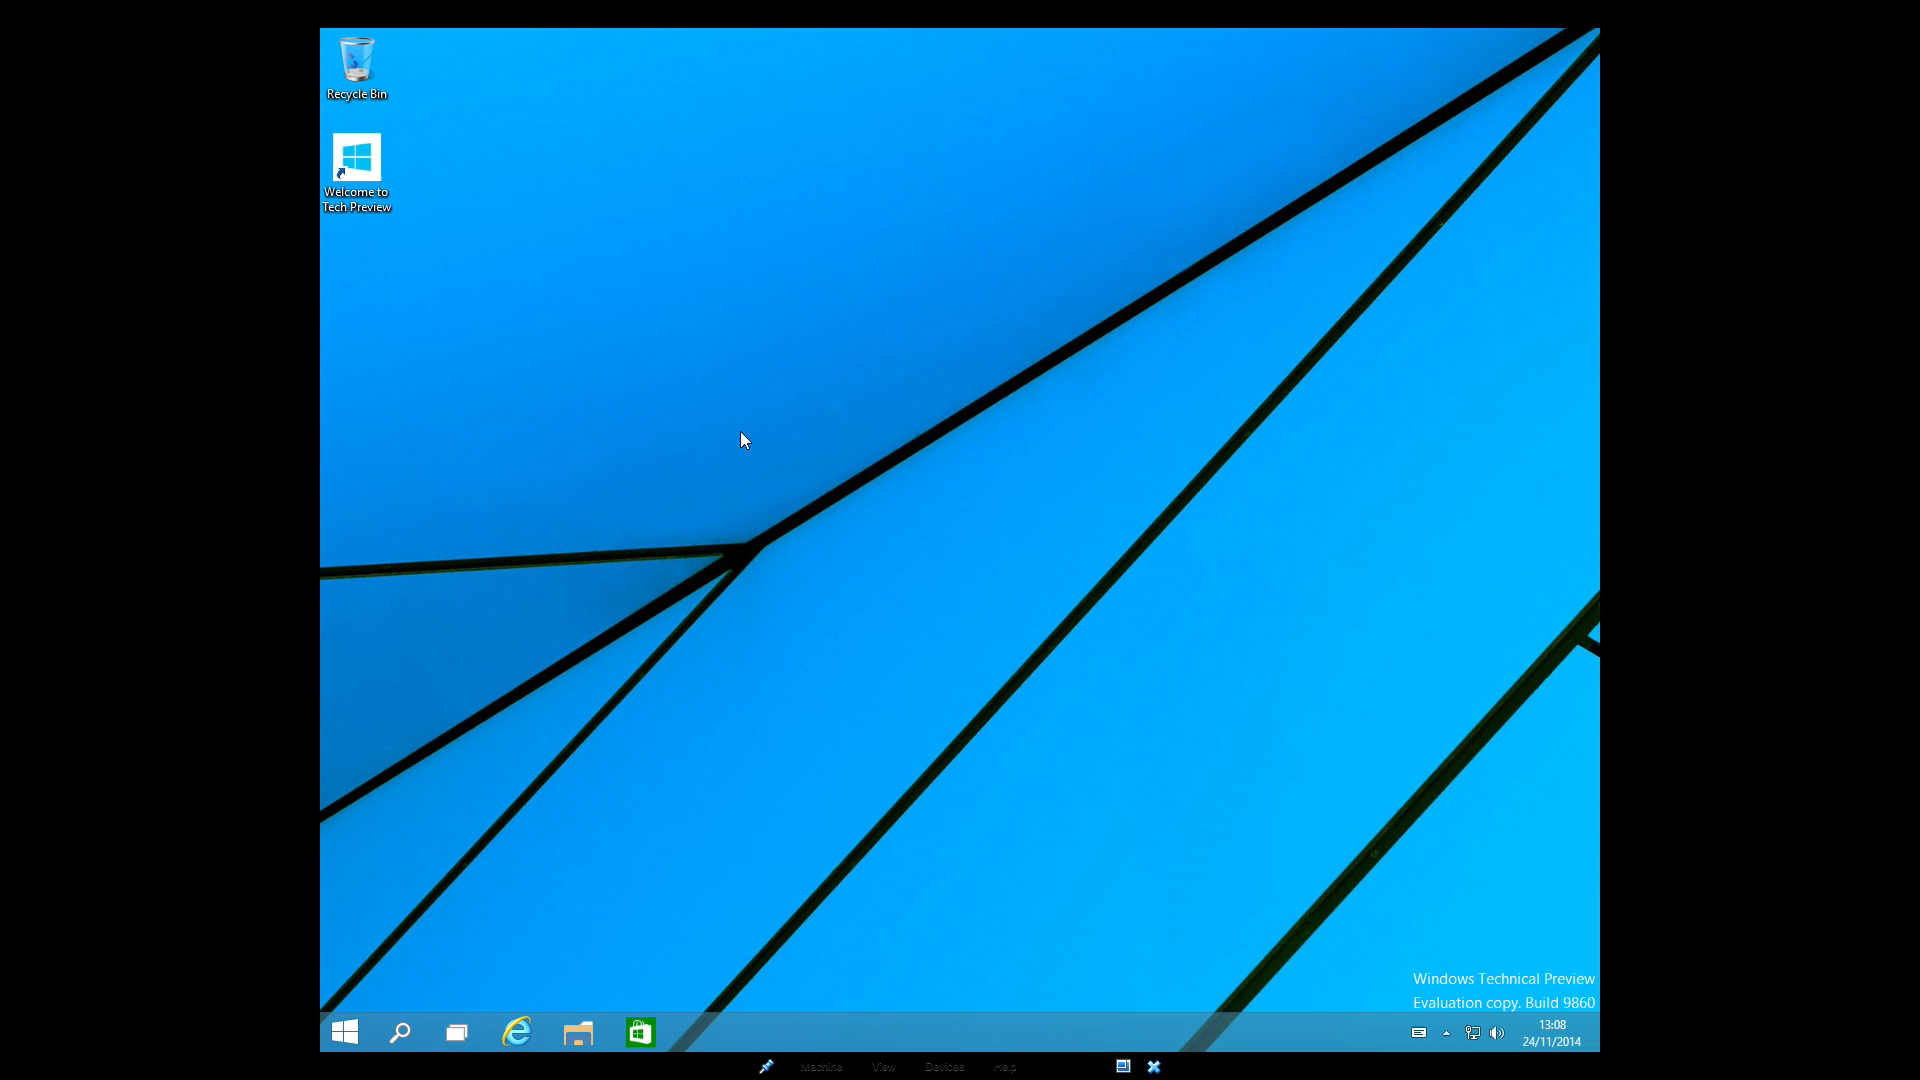 Recycle Bin
Welcome to
Tech Preview
Windows Technical Preview
Evaluation copy. Build 9860
13:08
24/11/2014
Machine View Devices Help